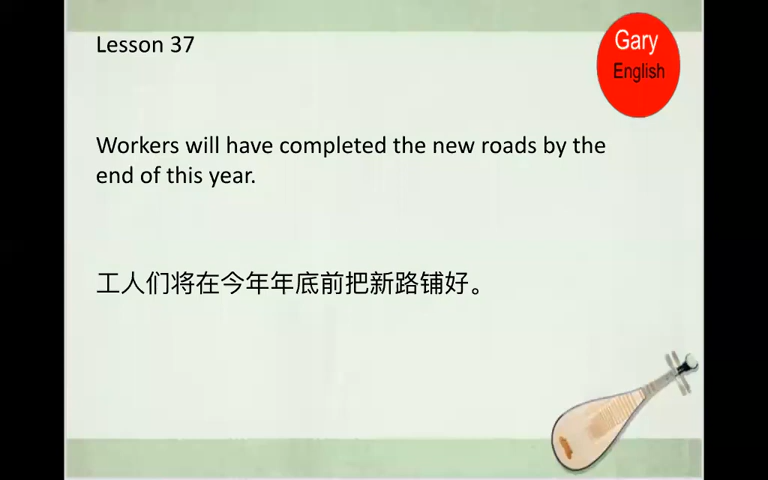 Lesson 37
Gary
English
Workers will have completed the new roads by the
end of this year.
工人们将在今年年底前把新路铺好。